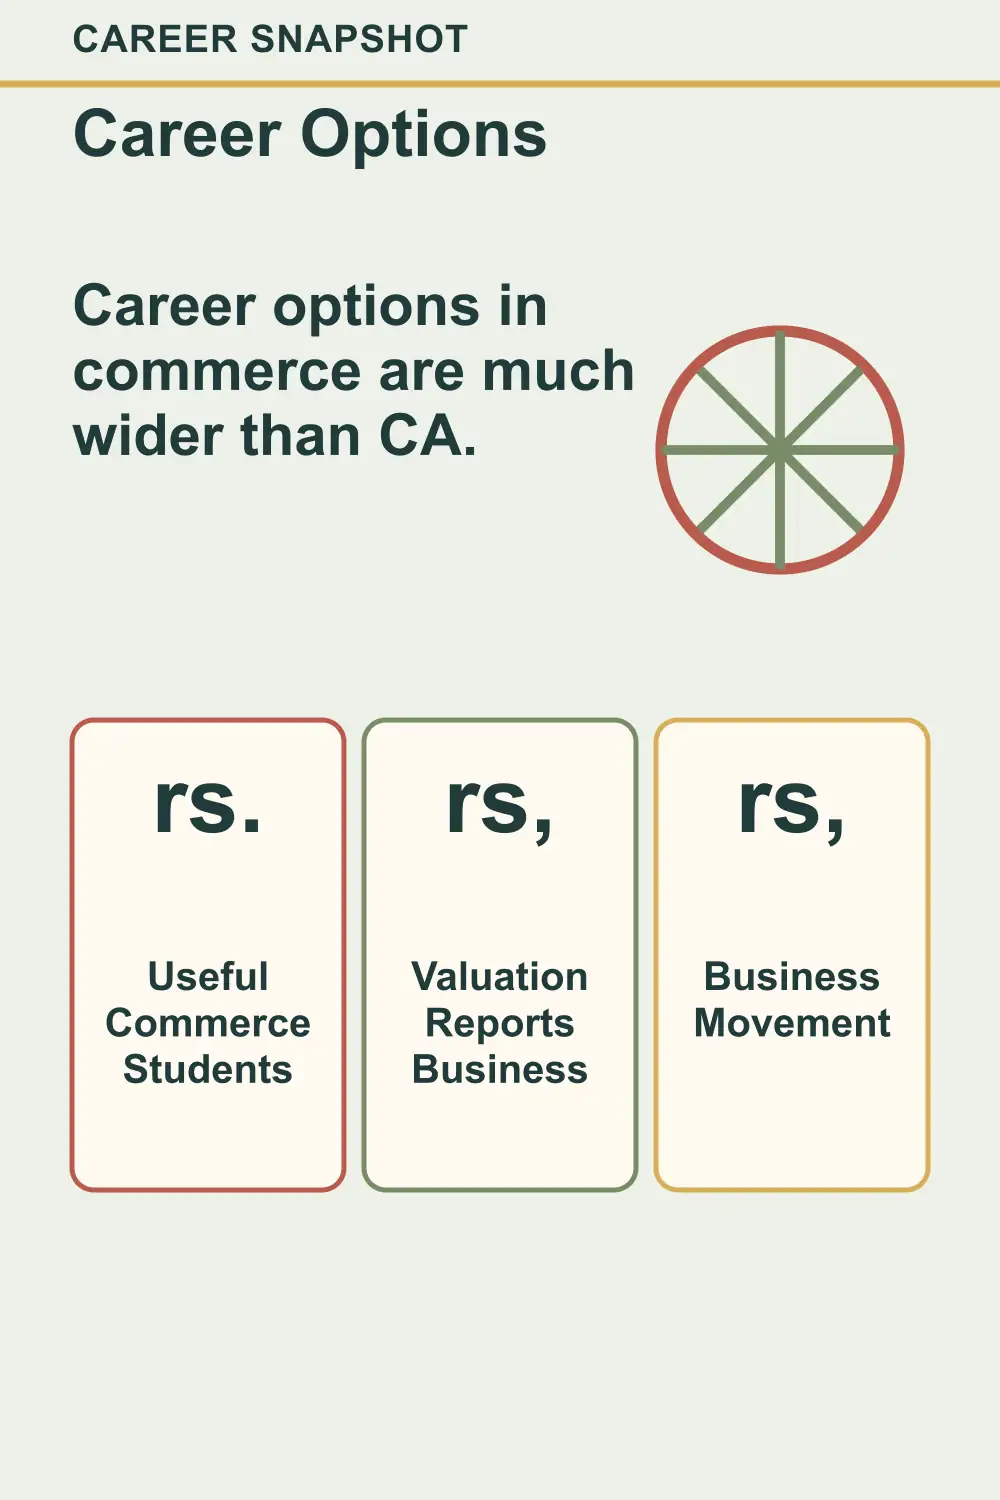 CAREER SNAPSHOT
Career Options
Career options in
commerce are much
wider than CA.
rs.
Useful
Commerce
Students
rs,
Valuation
Reports
Business
rs,
Business
Movement